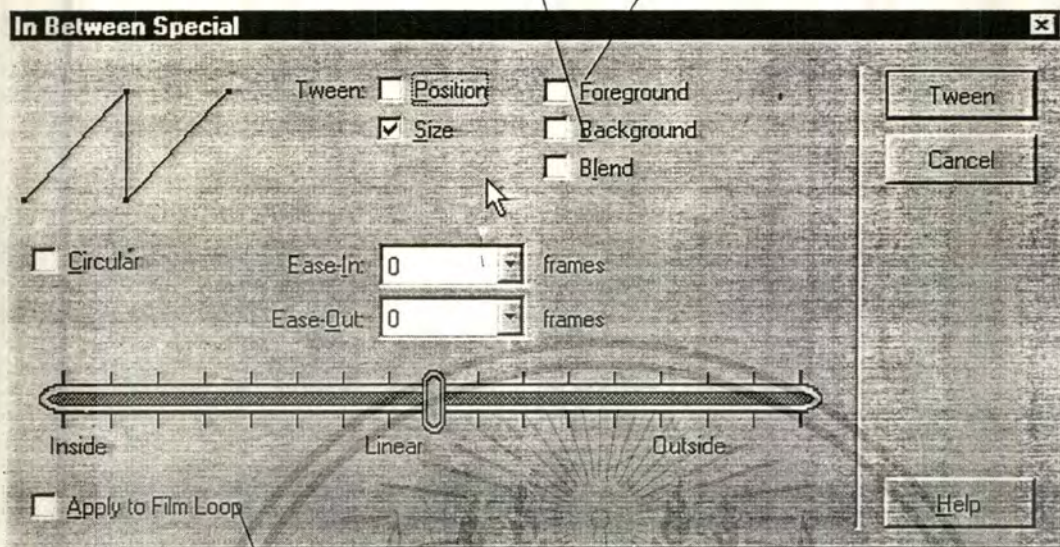 In Between Special
Tween: Position Foreground Tween
Size Background
Blend Cancel
Circular Ease-In: 0 frames
Ease-Out: 0 frames
Inside Linear Outside
Apply to Film Loop Help